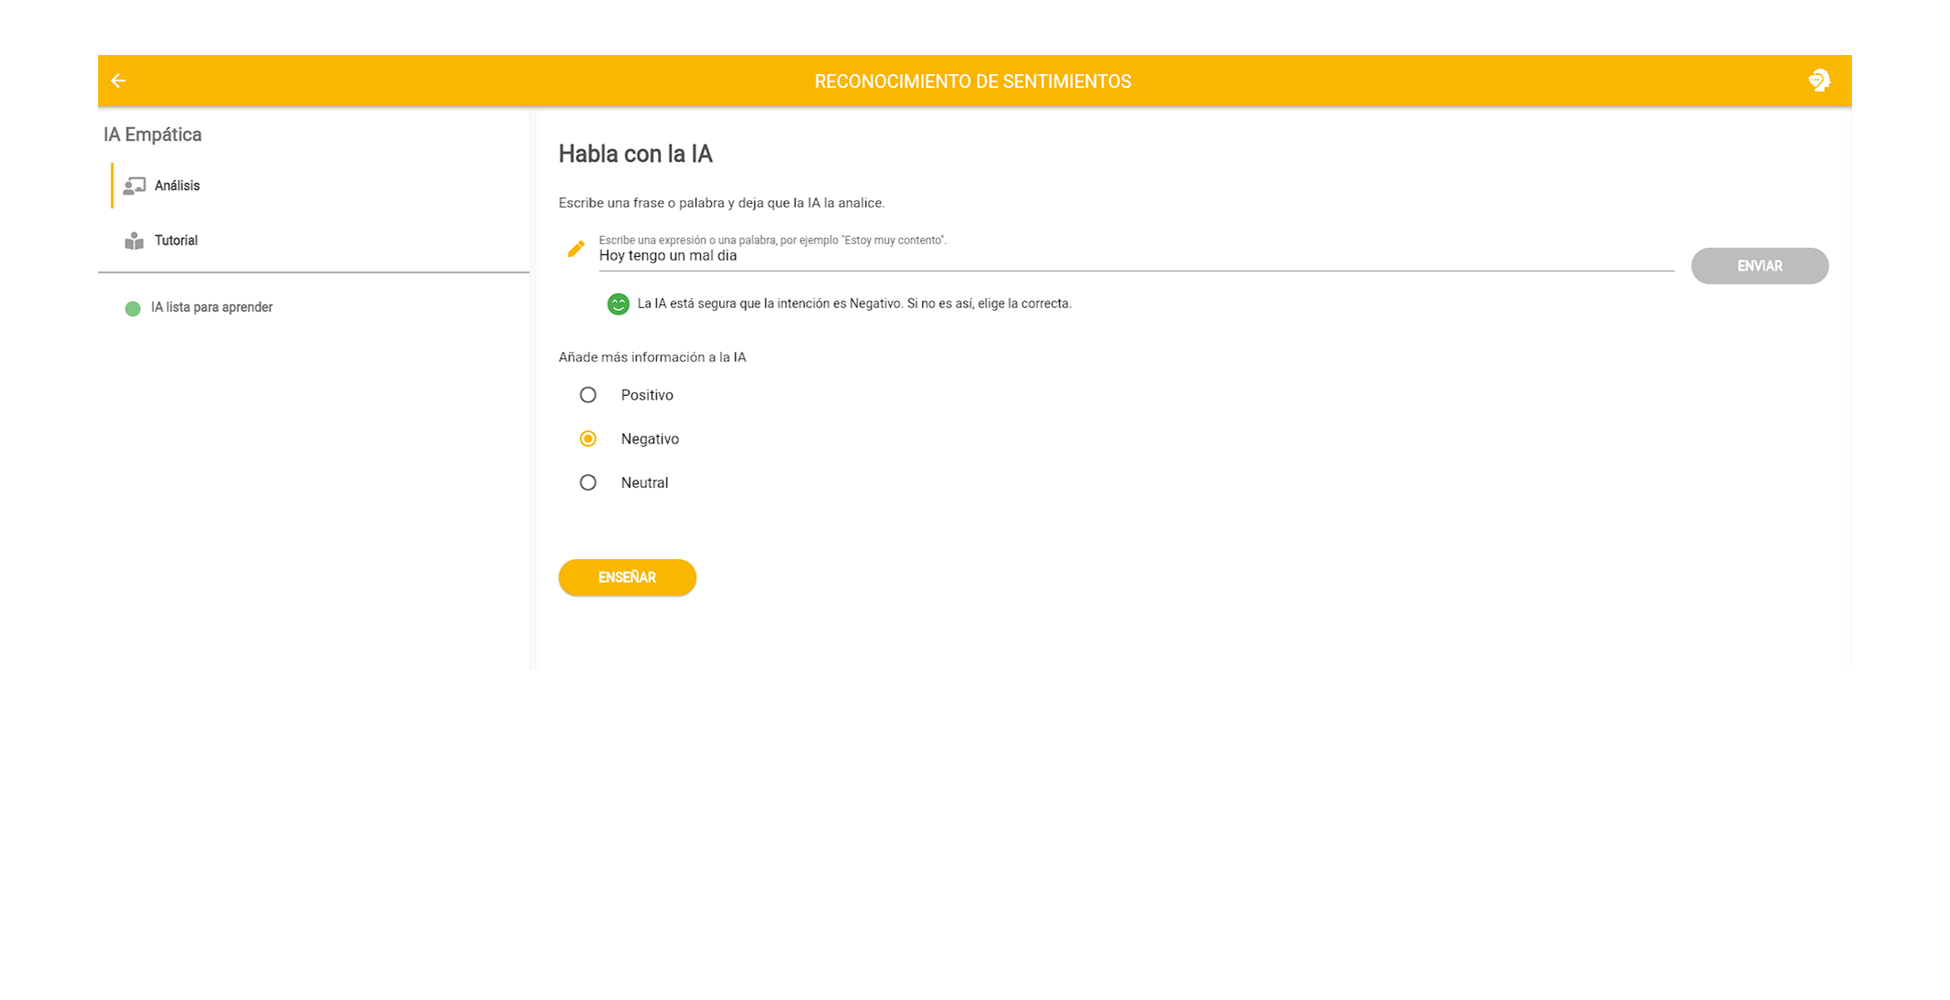 RECONOCIMIENTO DE SENTIMIENTOS
IA Empática
Análisis
Tutorial
IA lista para aprender
Habla con la IA
Escribe una frase o palabra y deja que la IA la analice.
Escribe una expresión o una palabra, por ejemplo "Estoy muy contento".
Hoy tengo un mal dia
ENVIAR
La IA está segura que la intención es Negativo. Si no es así, elige la correcta.
Añade más información a la IA
Positivo
Negativo
Neutral
ENSEÑAR